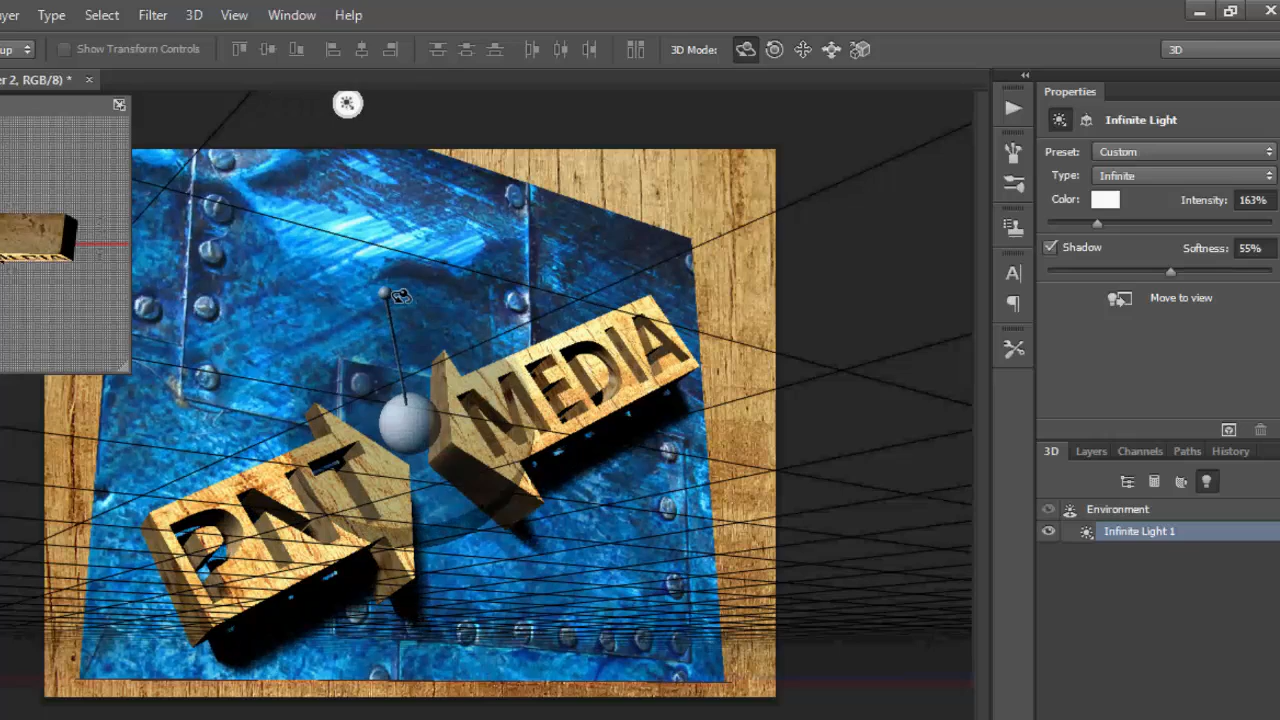 yer Type Select Filter 3D View Window Help
up Show Transform Controls 3D Mode: 3D
er 2, RGB/8) *
Properties
Infinite Light
Preset: Custom
Type: Infinite
Color: Intensity: 163%
Shadow Softness: 55%
Move to view
3D Layers Channels Paths History
Environment
Infinite Light 1
MEDIA
PNT